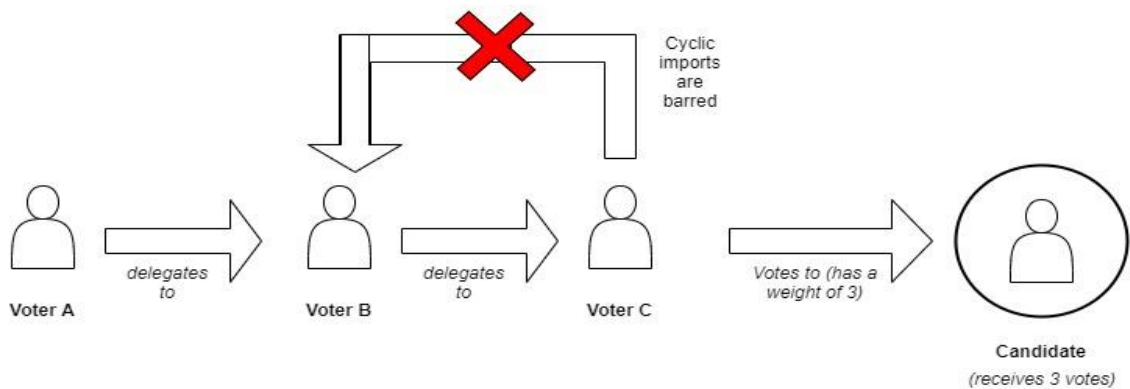 Cyclic
imports
are
barred
delegates
to
delegates
to
Votes to (has a
weight of 3)
Voter A
Voter B
Voter C
Candidate
(receives 3 votes)